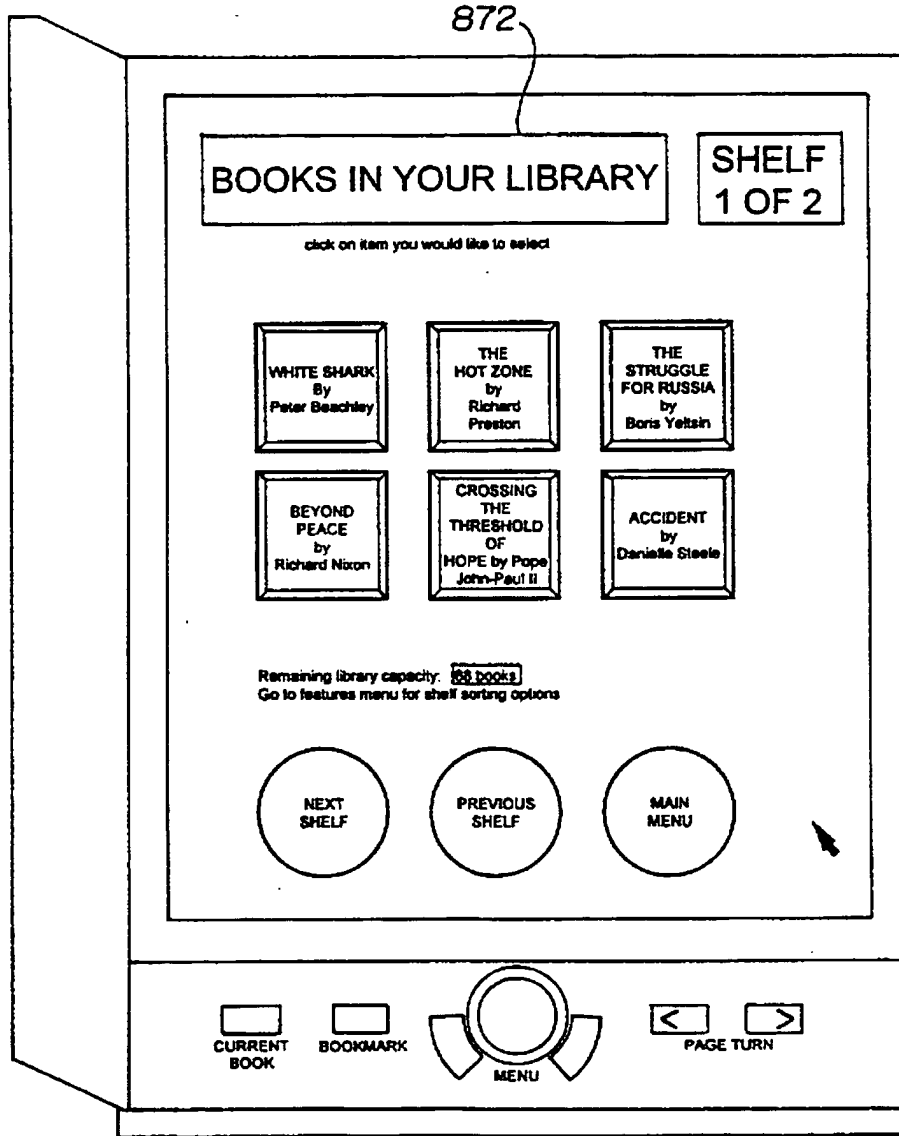 872
BOOKS IN YOUR LIBRARY
SHELF
1 OF 2
click on item you would like to select
WHITE SHARK
By
Peter Beachley
THE
HOT ZONE
by
Richard
Preston
THE
STRUGGLE
FOR RUSSIA
by
Boris Yeltsin
BEYOND
PEACE
by
Richard Nixon
CROSSING
THE
THRESHOLD
OF
HOPE by Pope
John-Paul II
ACCIDENT
by
Danielle Steele
Remaining library capacity: books
Go to features menu for shelf sorting options
NEXT
SHELF
PREVIOUS
SHELF
MAIN
MENU
CURRENT
BOOK
BOOKMARK
MENU
< >
PAGE TURN